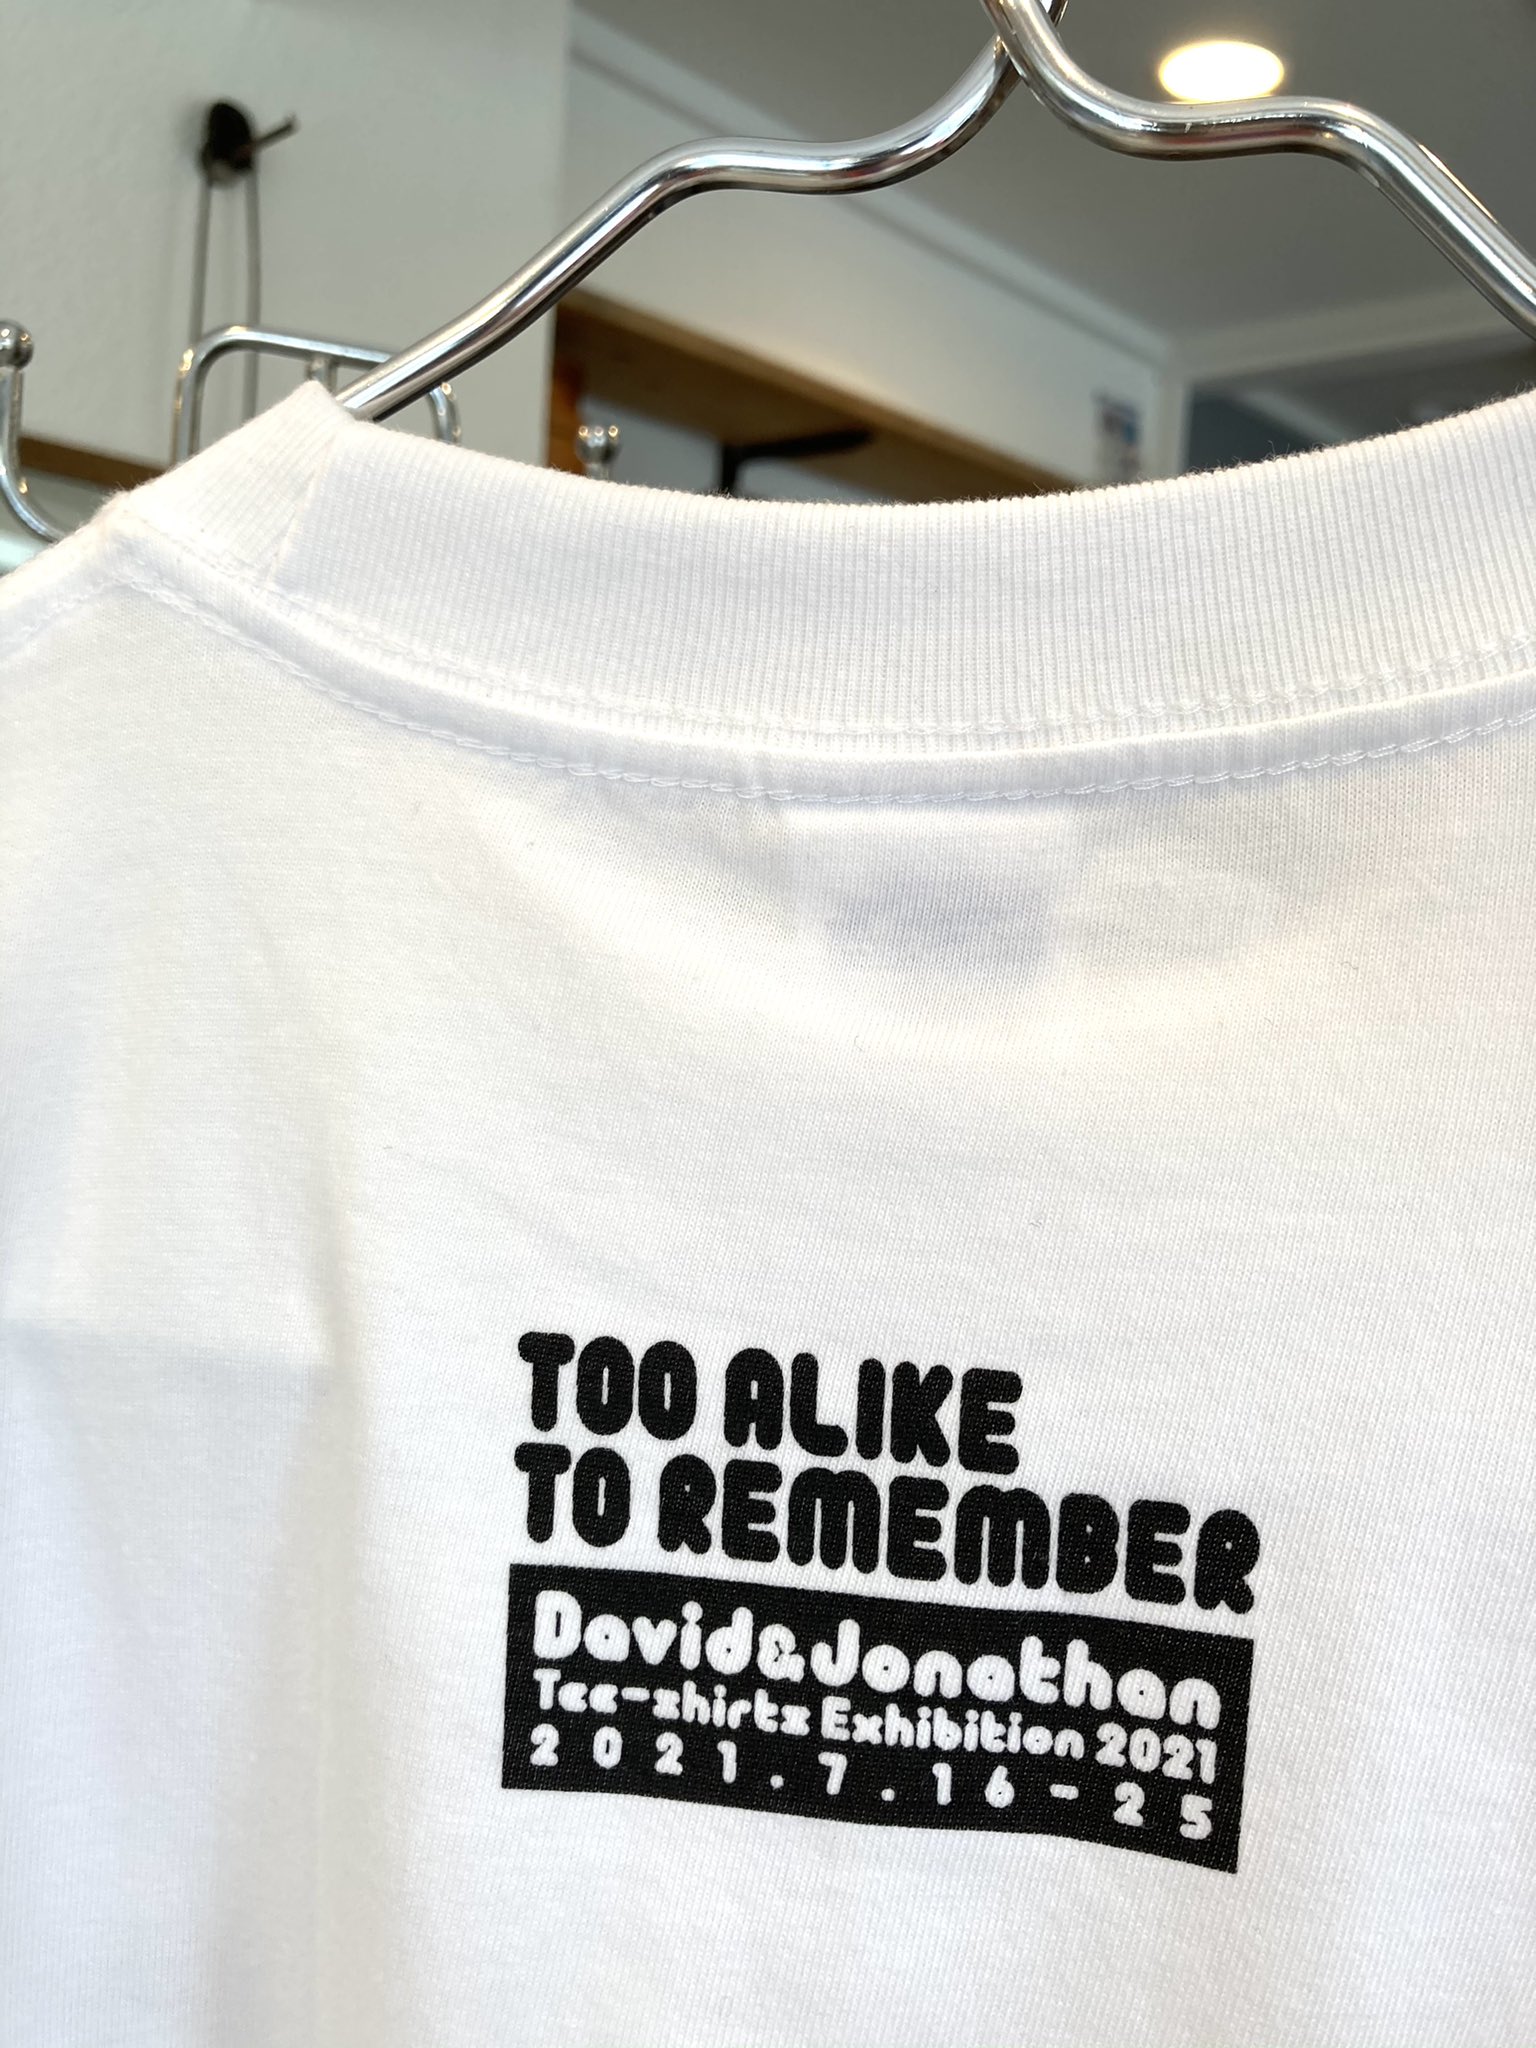 TOO ALIKE
TO REMEMBER
David&Jonathan
Tee-shirts Exhibition 2021
2021.7.16-25